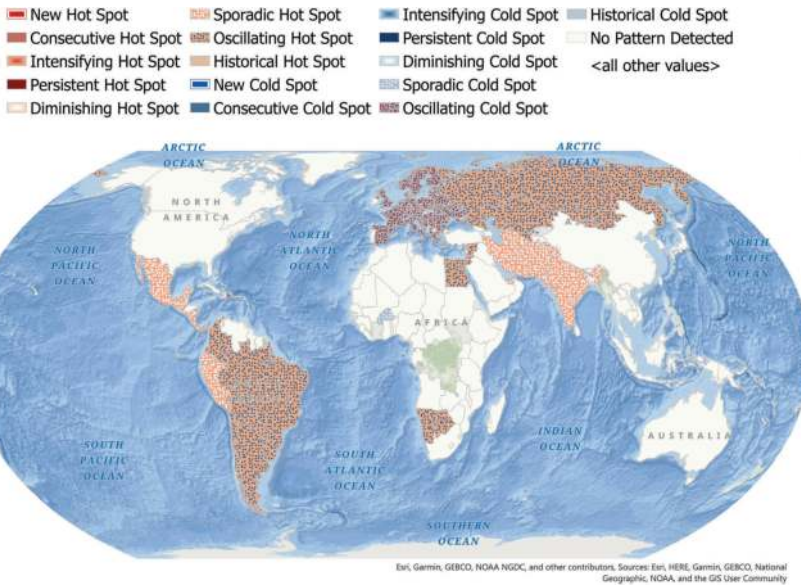 New Hot Spot
Sporadic Hot Spot
Intensifying Cold Spot
Historical Cold Spot
Consecutive Hot Spot
Oscillating Hot Spot
Persistent Cold Spot
No Pattern Detected
Intensifying Hot Spot
Historical Hot Spot
Diminishing Cold Spot
<all other values>
Persistent Hot Spot
New Cold Spot
Sporadic Cold Spot
Diminishing Hot Spot
Consecutive Cold Spot
Oscillating Cold Spot
ARCTIC
OCEAN
ARCTIC
OCEAN
NORTH
AMERICA
NORTH
PACIFIC
OCEAN
NORTH
ATLANTIC
OCEAN
NORTH
PACIFIC
OCEAN
AFRICA
SOUTH
PACIFIC
OCEAN
SOUTH
ATLANTIC
OCEAN
INDIAN
OCEAN
AUSTRALIA
SOUTHERN
OCEAN
Esri, Garmin, GEBCO, NOAA NGDC, and other contributors, Sources: Esri, HERE, Garmin, GEBCO, National
Geographic, NOAA, and the GIS User Community